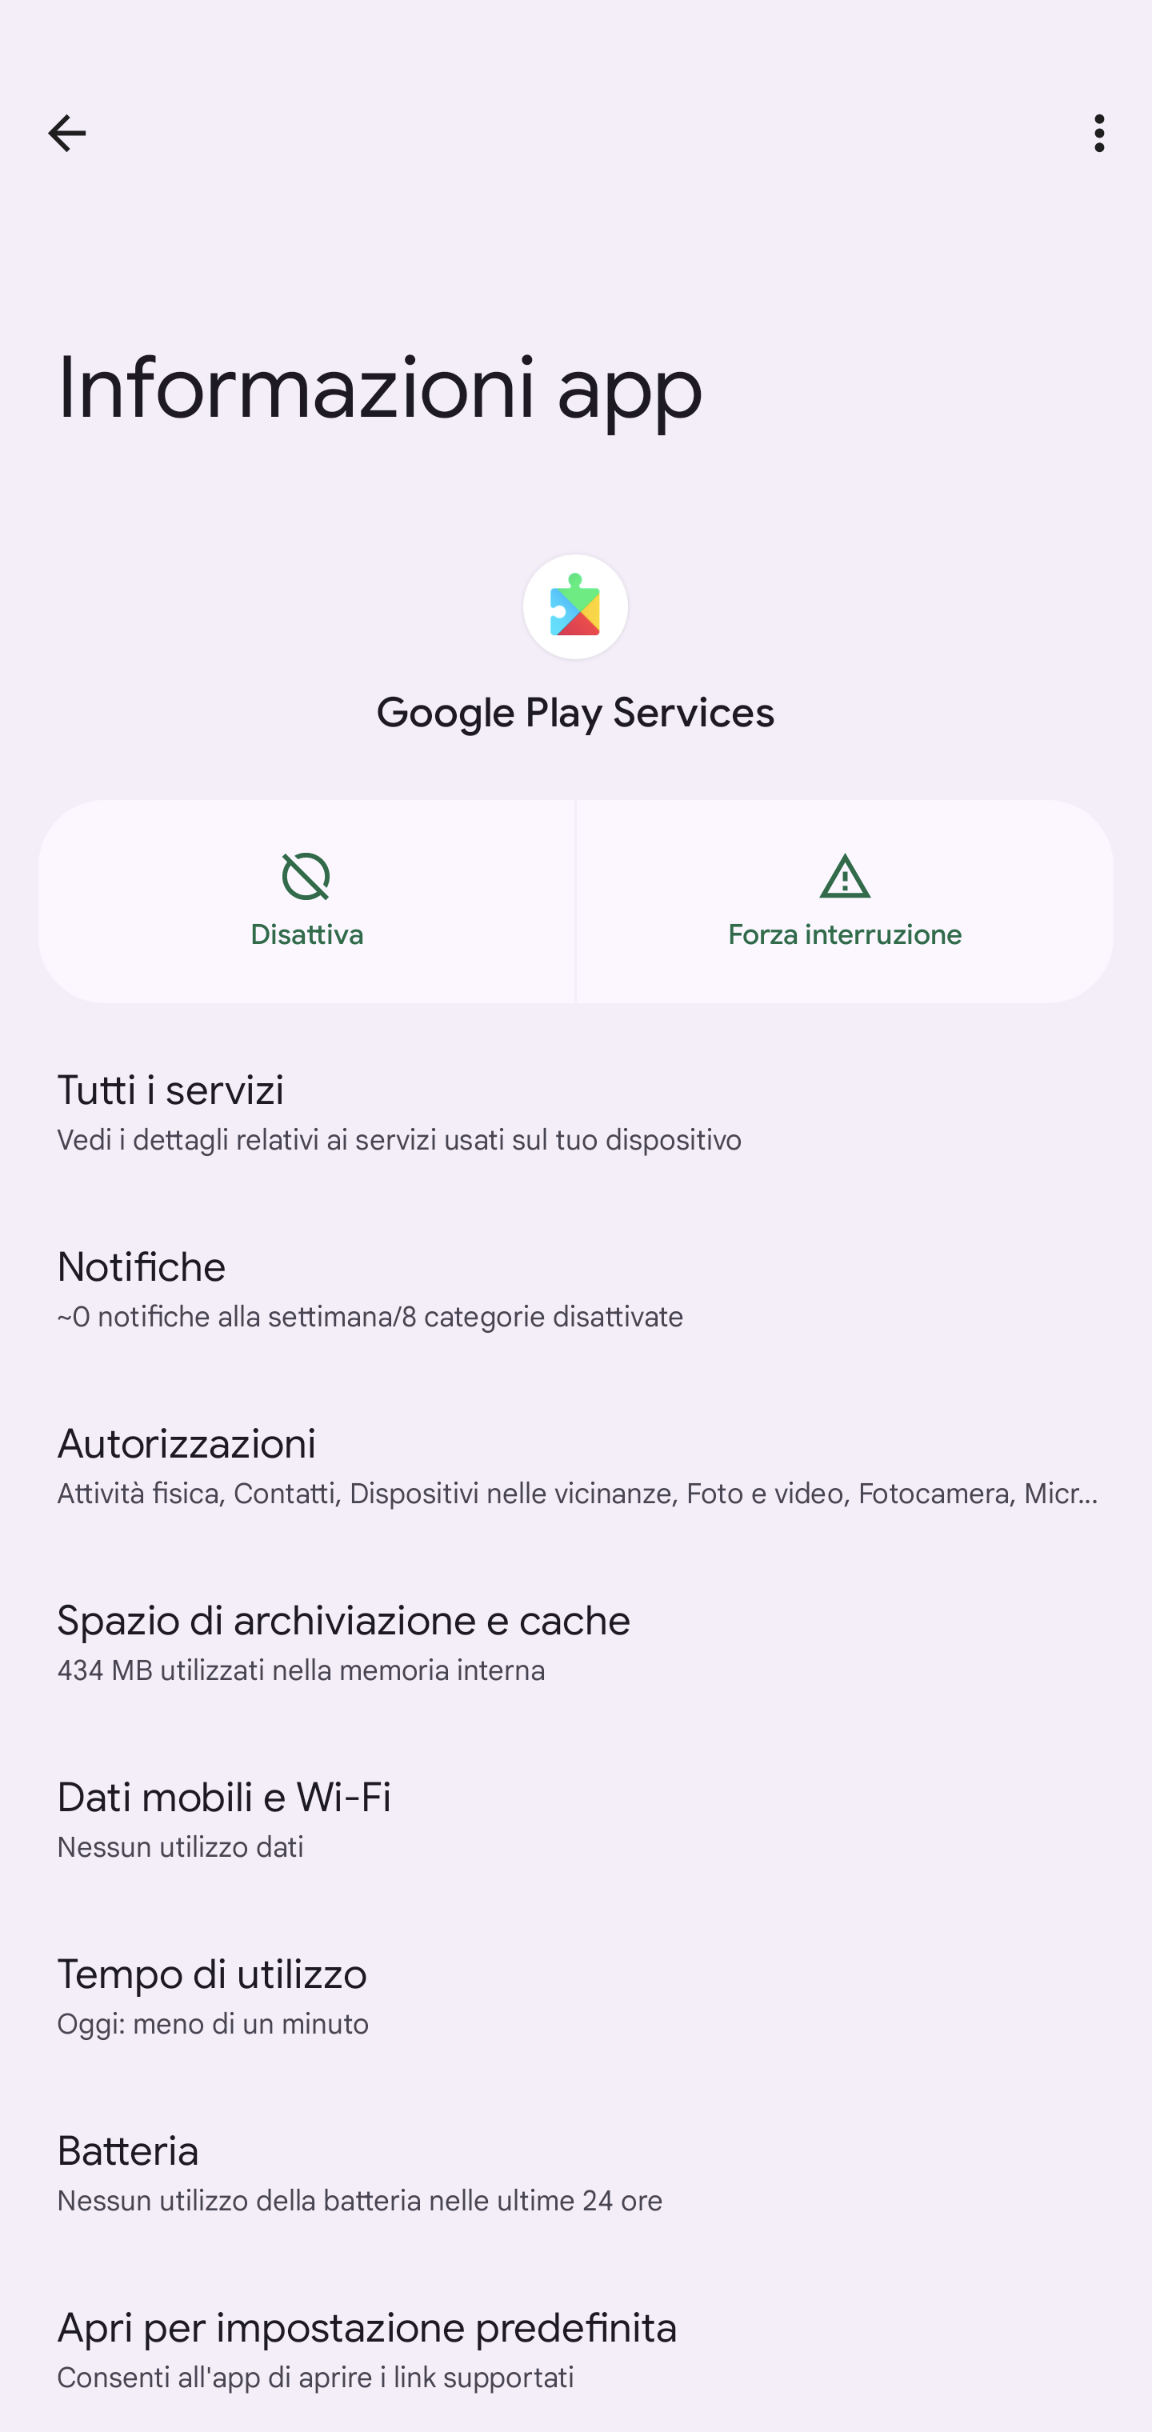 Informazioni app
Google Play Services
Disattiva
Forza interruzione
Tutti i servizi
Vedi i dettagli relativi ai servizi usati sul tuo dispositivo
Notifiche
~0 notifiche alla settimana/8 categorie disattivate
Autorizzazioni
Attività fisica, Contatti, Dispositivi nelle vicinanze, Foto e video, Fotocamera, Micr...
Spazio di archiviazione e cache
434 MB utilizzati nella memoria interna
Dati mobili e Wi-Fi
Nessun utilizzo dati
Tempo di utilizzo
Oggi: meno di un minuto
Batteria
Nessun utilizzo della batteria nelle ultime 24 ore
Apri per impostazione predefinita
Consenti all'app di aprire i link supportati